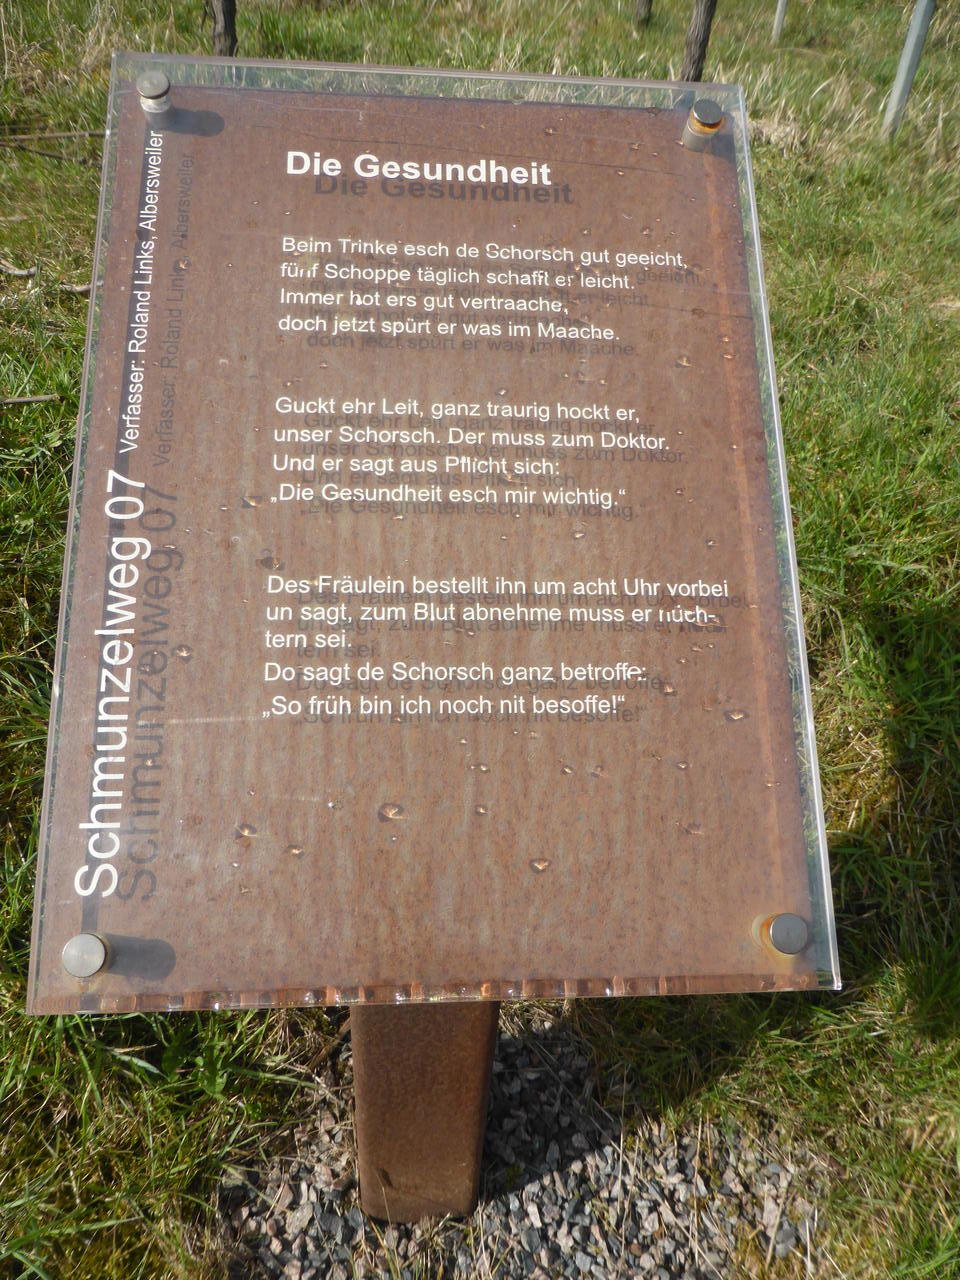 Die Gesundheit
Beim Trinke esch de Schorsch gut geeicht,
fünf Schoppe täglich schafft er leicht.
Immer hot ers gut vertraache,
doch jetzt spürt er was im Maache.
Guckt ehr Leit, ganz traurig hockt er,
unser Schorsch. Der muss zum Doktor.
Und er sagt aus Pflicht sich:
„Die Gesundheit esch mir wichtig.“
Des Fräulein bestellt ihn um acht Uhr vorbei
un sagt, zum Blut abnehme muss er nüch-
tern sei.
Do sagt de Schorsch ganz betroffe:
„So früh bin ich noch nit besoffe!“
Schmunzelweg 07 Verfasser: Roland Links, Albersweiler